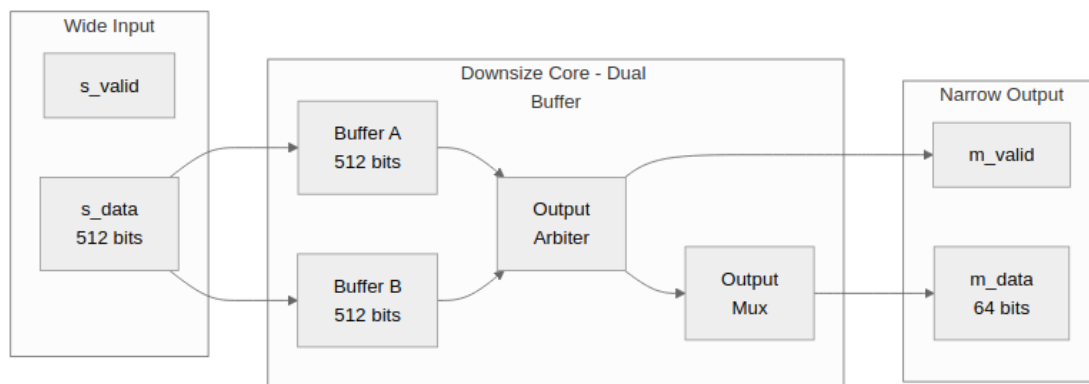 Wide Input
s_valid
s_data
512 bits
Downsize Core - Dual
Buffer
Buffer A
512 bits
Buffer B
512 bits
Output
Arbiter
Output
Mux
Narrow Output
m_valid
m_data
64 bits